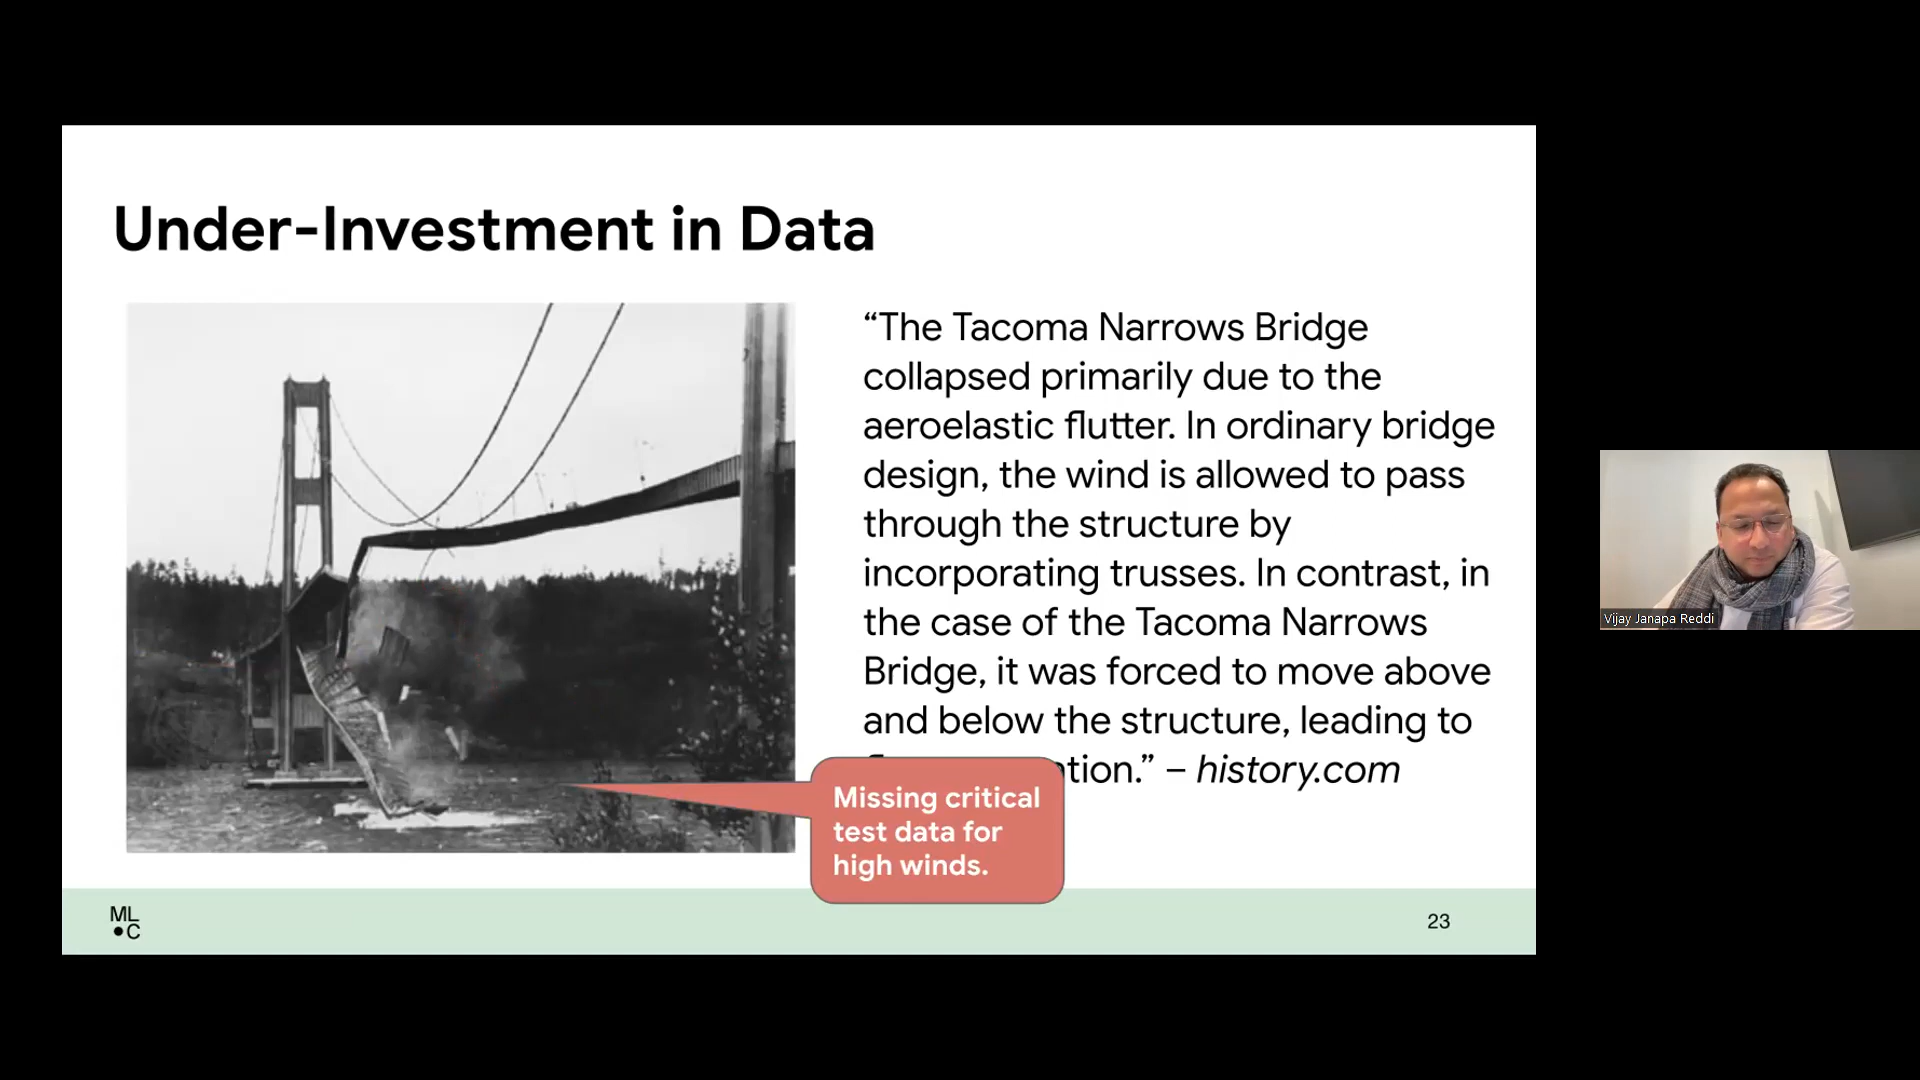 Under-Investment in Data
“The Tacoma Narrows Bridge
collapsed primarily due to the
aeroelastic flutter. In ordinary bridge
design, the wind is allowed to pass
through the structure by
incorporating trusses. In contrast, in
the case of the Tacoma Narrows
Bridge, it was forced to move above
and below the structure, leading to
tion.” – history.com
Missing critical
test data for
high winds.
ML
C
23
Vijay Janapa Reddi